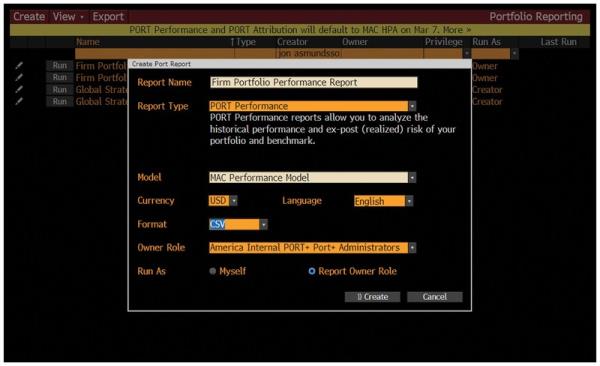 Create View Export Portfolio Reporting
PORT Performance and PORT Attribution will default to MAC HPA on Mar 7. More »
Name ↑Type Creator Owner Privilege Run As Last Run
jon asmundsso
Create Port Report
Run Firm Portfol Owner
Run Firm Portfol Owner
Run Global Strate Creator
Run Global Strate Creator
Report Name Firm Portfolio Performance Report
Report Type PORT Performance
PORT Performance reports allow you to analyze the
historical performance and ex-post (realized) risk of your
portfolio and benchmark.
Model MAC Performance Model
Currency USD Language English
Format CSV
Owner Role America Internal PORT+ Port+ Administrators
Run As Myself Report Owner Role
1) Create Cancel